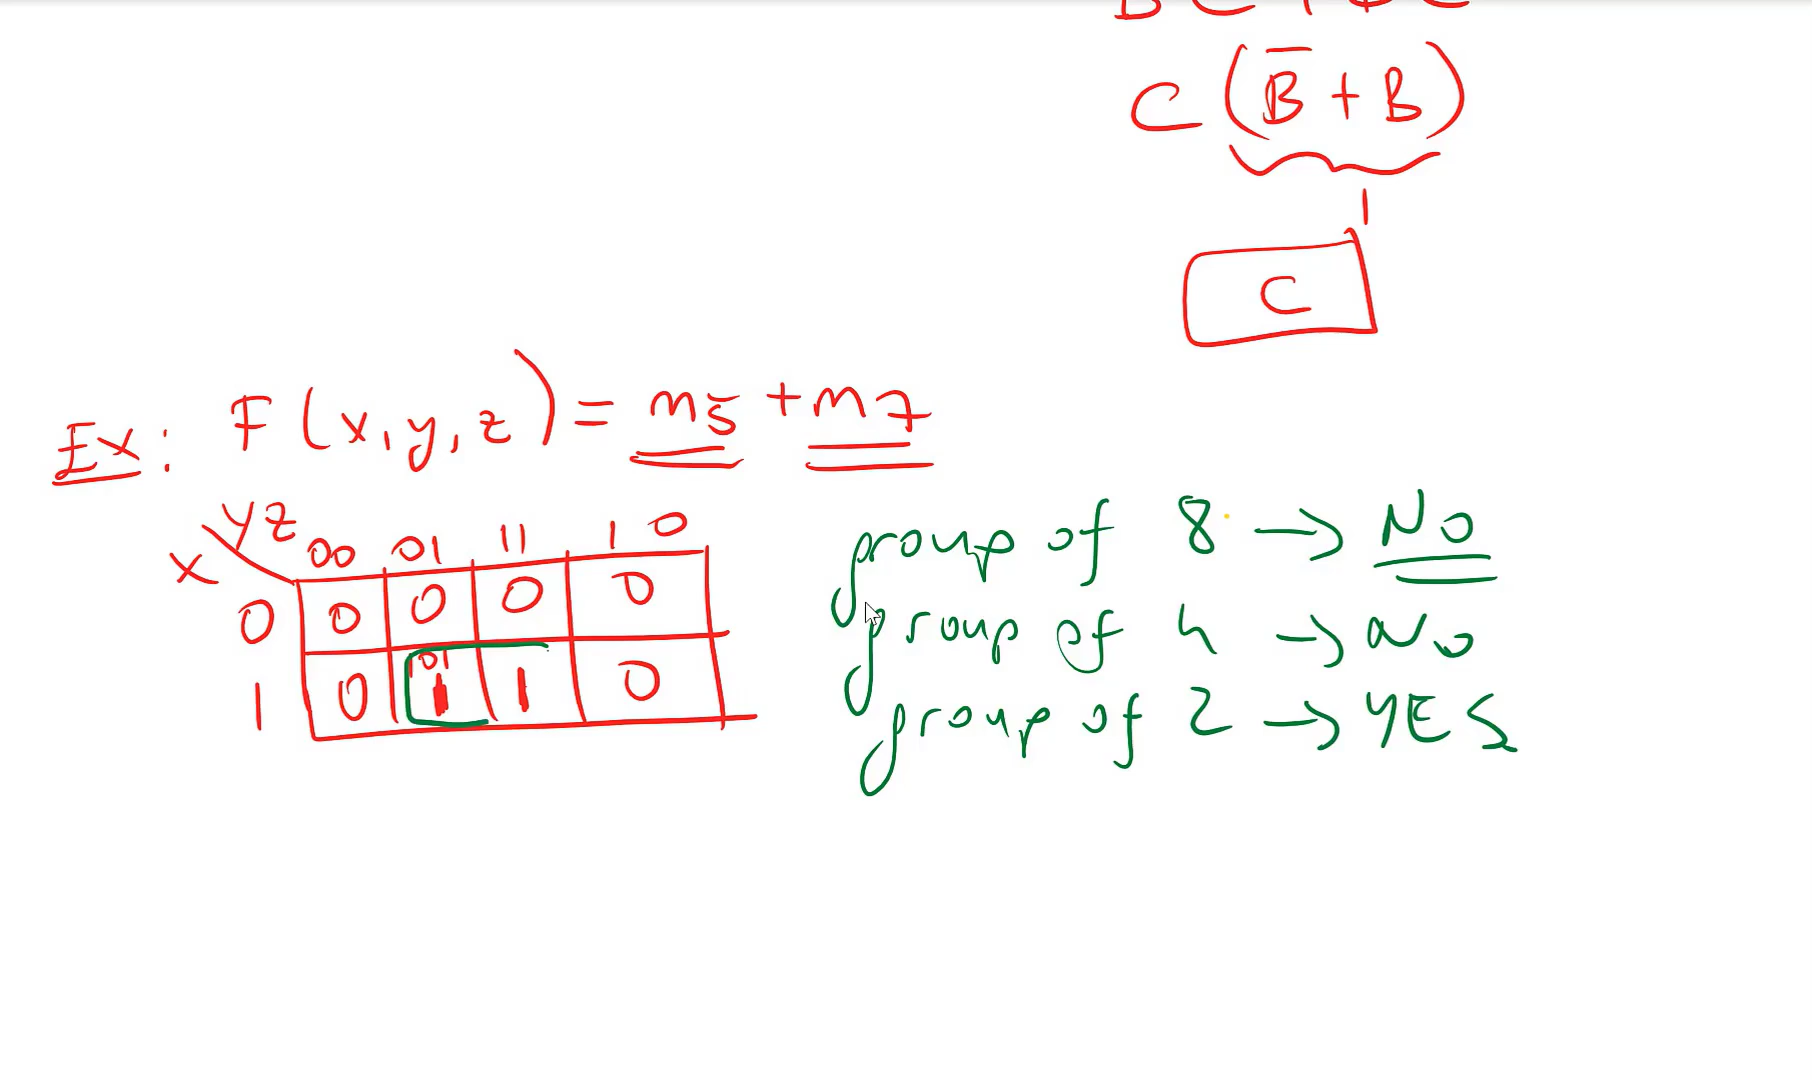 C (B̅ + B)
1
C
Ex: F(x,y,z) = m5 + m7
yz
x
00 01 11 10
0 0 0 0 0
101
1 0 1 1 0
group of 8 → No
group of 4 → No
group of 2 → YES